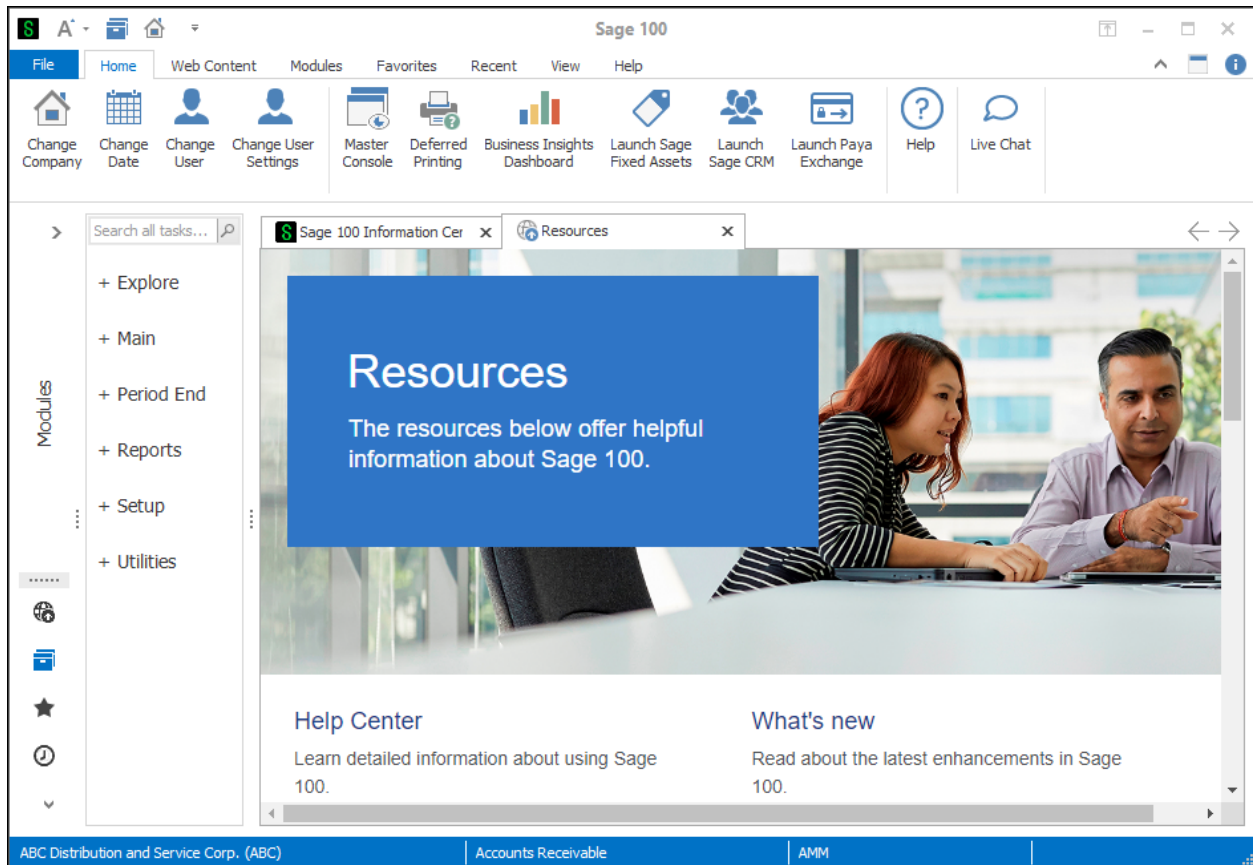 Sage 100
File Home Web Content Modules Favorites Recent View Help
Change Company
Change Date
Change User
Change User Settings
Master Console
Deferred Printing
Business Insights Dashboard
Launch Sage Fixed Assets
Launch Sage CRM
Launch Paya Exchange
Help
Live Chat
Search all tasks...
Sage 100 Information Cer
Resources
Modules
+ Explore
+ Main
+ Period End
+ Reports
+ Setup
+ Utilities
Resources
The resources below offer helpful
information about Sage 100.
Help Center
Learn detailed information about using Sage
100.
What's new
Read about the latest enhancements in Sage
100.
ABC Distribution and Service Corp. (ABC) Accounts Receivable AMM